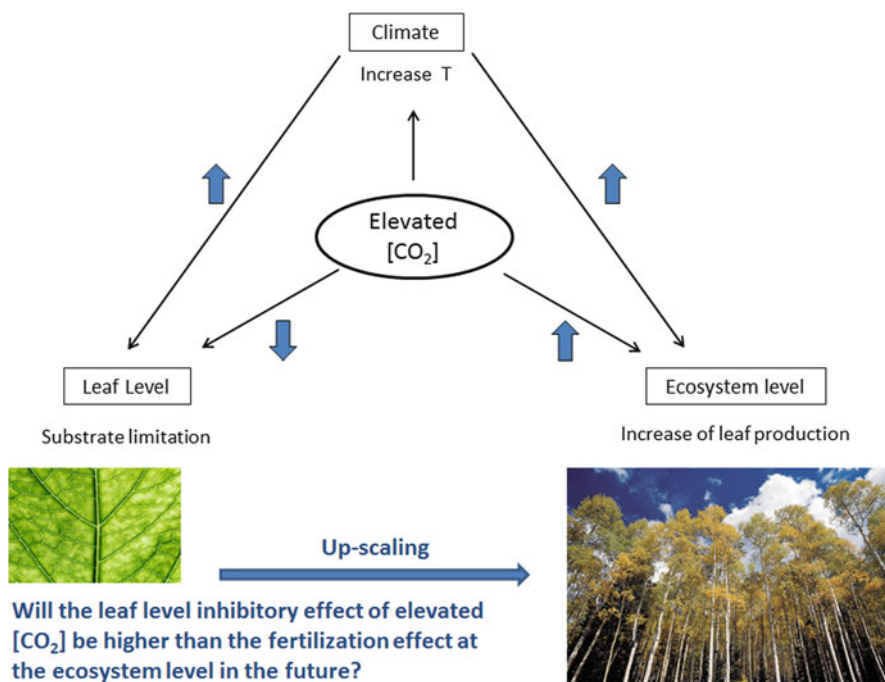 Climate
Increase T
Elevated
[CO₂]
Leaf Level
Ecosystem level
Substrate limitation
Increase of leaf production
Up-scaling
Will the leaf level inhibitory effect of elevated
[CO₂] be higher than the fertilization effect at
the ecosystem level in the future?